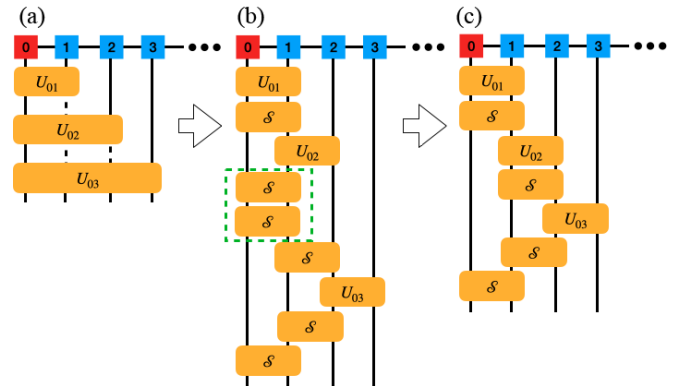 (a)
0 1 2 3 •••
U01
U02
U03
(b)
0 1 2 3 •••
U01
𝒮
U02
𝒮
𝒮
𝒮
U03
𝒮
𝒮
(c)
0 1 2 3 •••
U01
𝒮
U02
𝒮
U03
𝒮
𝒮